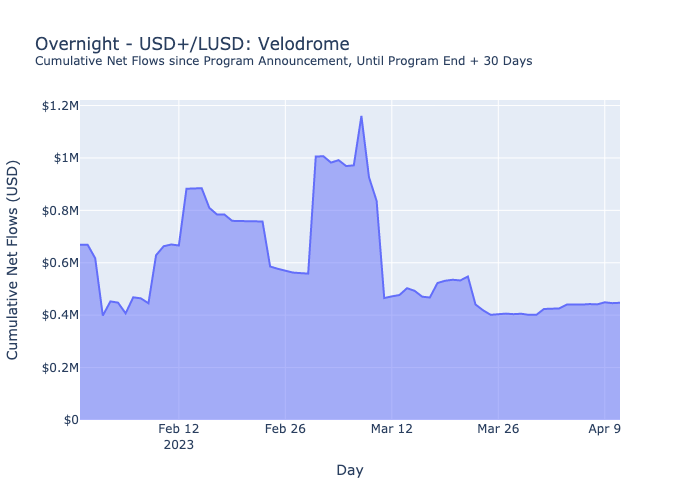 Overnight - USD+/LUSD: Velodrome
Cumulative Net Flows since Program Announcement, Until Program End + 30 Days
Cumulative Net Flows (USD)
$1.2M
$1M
$0.8M
$0.6M
$0.4M
$0.2M
$0
Feb 12 Feb 26 Mar 12 Mar 26 Apr 9
2023
Day